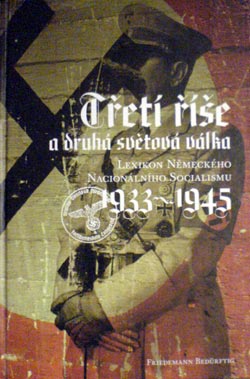 Třetí říše
a druhá světová válka
Lexikon Německého
Nacionálního Socialismu
1933–1945
Friedemann Bedürftig